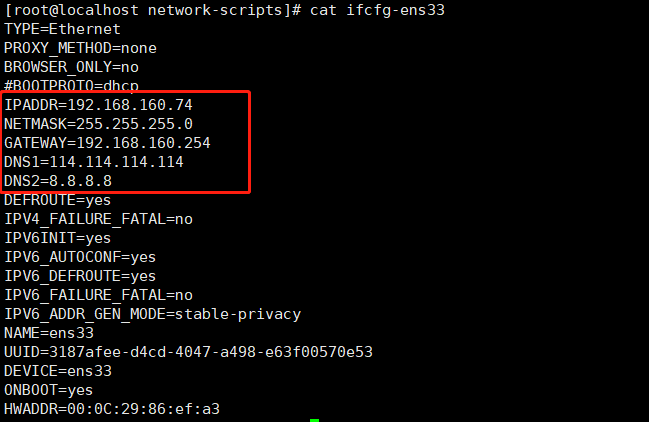 [root@localhost network-scripts]# cat ifcfg-ens33
TYPE=Ethernet
PROXY_METHOD=none
BROWSER_ONLY=no
#BOOTPROTO=dhcp
IPADDR=192.168.160.74
NETMASK=255.255.255.0
GATEWAY=192.168.160.254
DNS1=114.114.114.114
DNS2=8.8.8.8
DEFROUTE=yes
IPV4_FAILURE_FATAL=no
IPV6INIT=yes
IPV6_AUTOCONF=yes
IPV6_DEFROUTE=yes
IPV6_FAILURE_FATAL=no
IPV6_ADDR_GEN_MODE=stable-privacy
NAME=ens33
UUID=3187afee-d4cd-4047-a498-e63f00570e53
DEVICE=ens33
ONBOOT=yes
HWADDR=00:0C:29:86:ef:a3